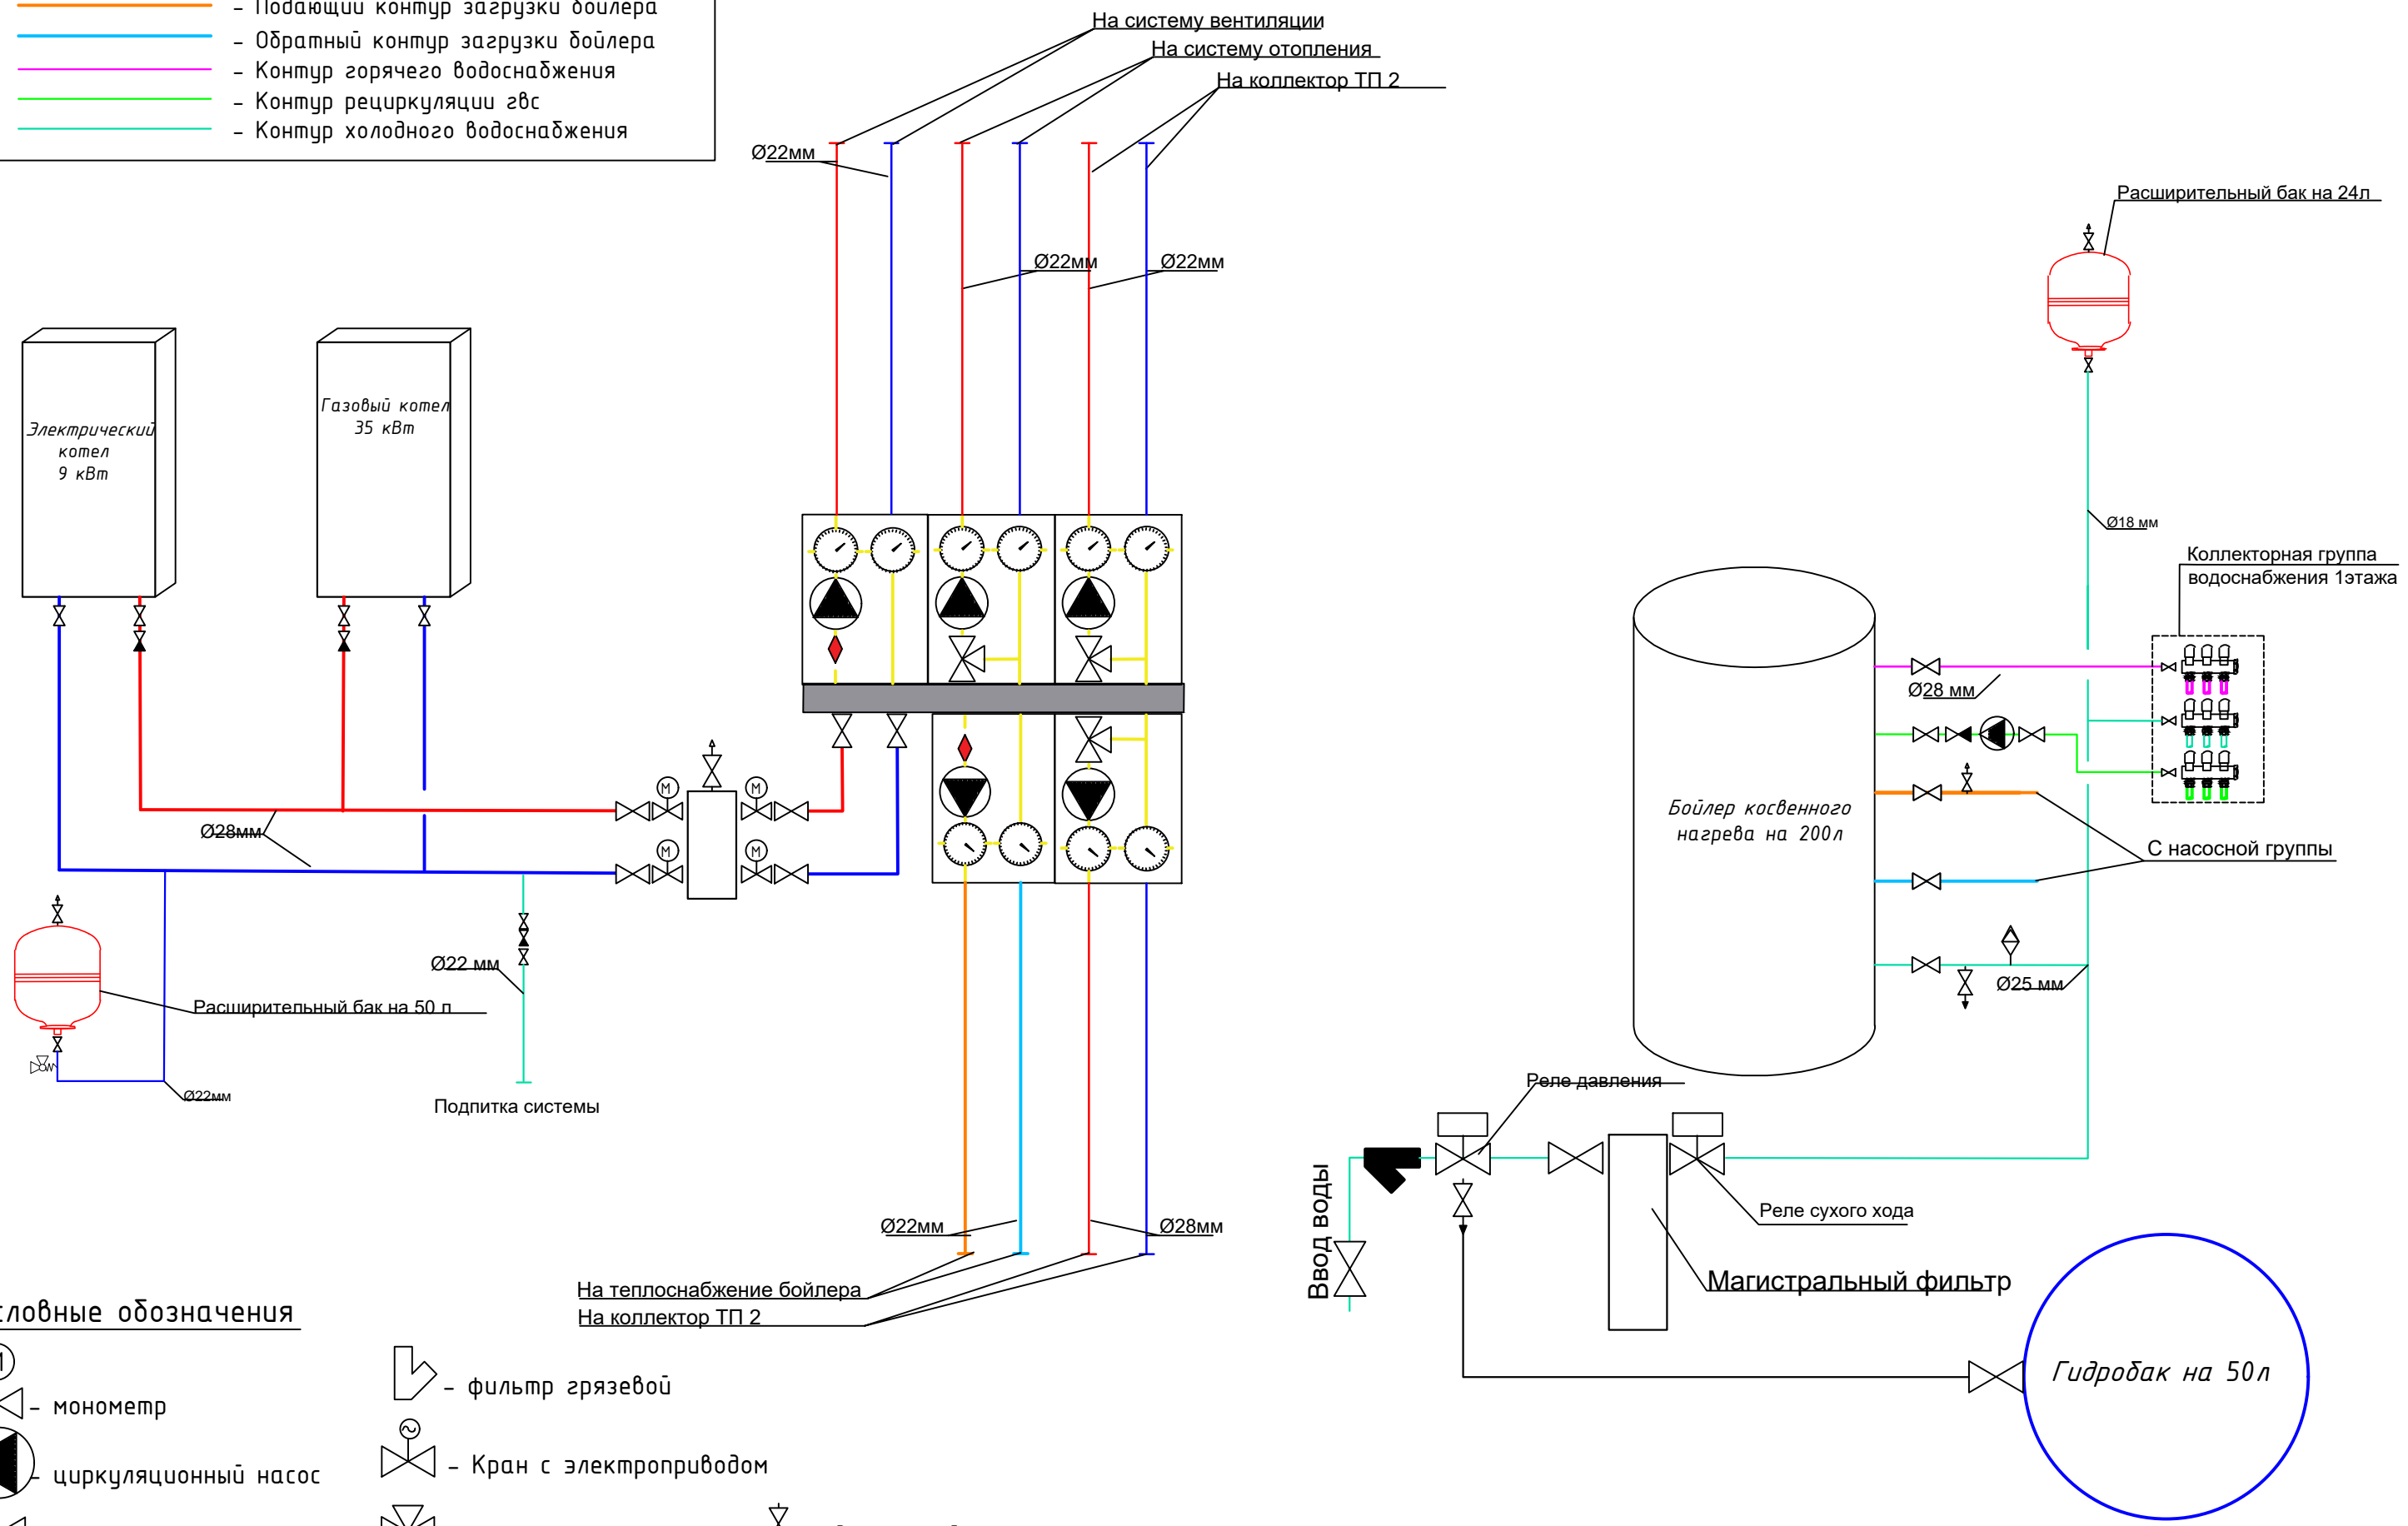 - Подающий контур загрузки бойлера
- Обратный контур загрузки бойлера
- Контур горячего водоснабжения
- Контур рециркуляции гвс
- Контур холодного водоснабжения
На систему вентиляции
На систему отопления
На коллектор ТП 2
Ø22мм
Ø22мм
Ø22мм
Расширительный бак на 24л
Электрический
котел
9 кВт
Газовый котел
35 кВт
Ø18 мм
Коллекторная группа
водоснабжения 1этажа
Ø28 мм
M
M
M
M
Ø28мм
Бойлер косвенного
нагрева на 200л
С насосной группы
Ø22 мм
Ø25 мм
Расширительный бак на 50 л
Ø22мм
Подпитка системы
Реле давления
Ввод воды
Реле сухого хода
Магистральный фильтр
Ø22мм
Ø28мм
На теплоснабжение бойлера
На коллектор ТП 2
Гидробак на 50л
словные обозначения
- монометр
- фильтр грязевой
- циркуляционный насос
- Кран с электроприводом